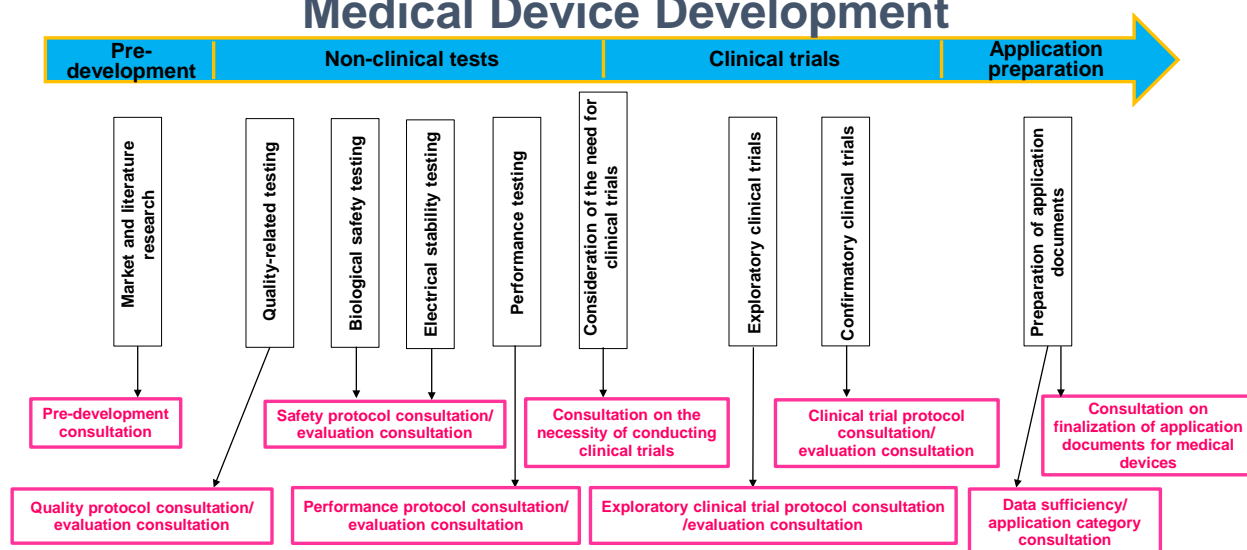 Medical Device Development
Pre-
development
Non-clinical tests
Clinical trials
Application
preparation
Market and literature
research
Quality-related testing
Biological safety testing
Electrical stability testing
Performance testing
Consideration of the need for
clinical trials
Exploratory clinical trials
Confirmatory clinical trials
Preparation of application
documents
Pre-development
consultation
Safety protocol consultation/
evaluation consultation
Consultation on the
necessity of conducting
clinical trials
Clinical trial protocol
consultation/
evaluation consultation
Consultation on
finalization of application
documents for medical
devices
Quality protocol consultation/
evaluation consultation
Performance protocol consultation/
evaluation consultation
Exploratory clinical trial protocol consultation
/evaluation consultation
Data sufficiency/
application category
consultation